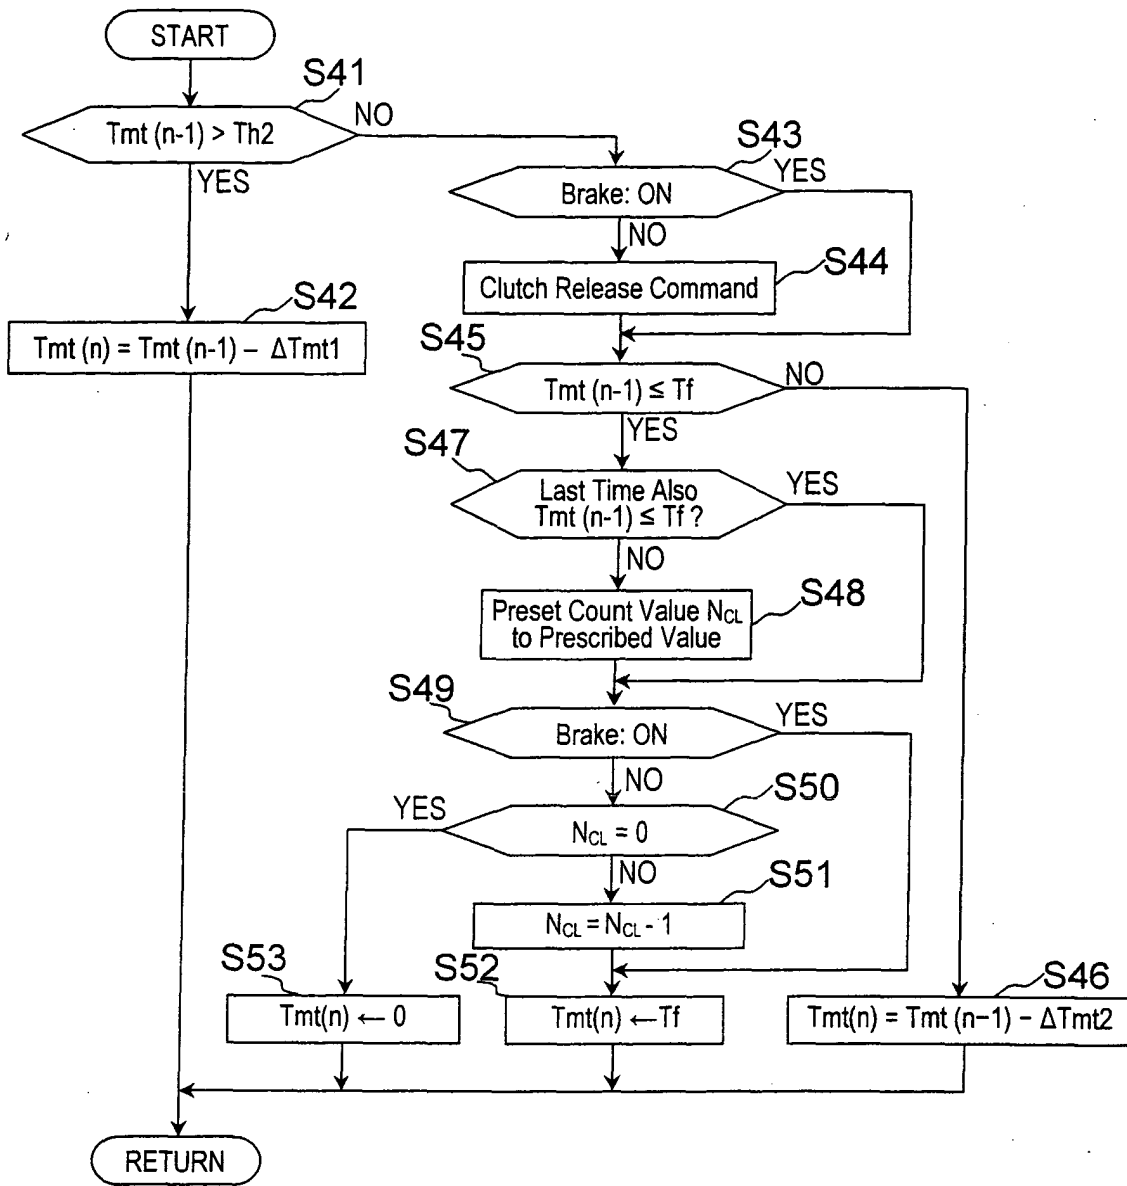 START
S41
Tmt (n-1) > Th2
NO
YES
S43
Brake: ON
YES
NO
S44
Clutch Release Command
S42
Tmt (n) = Tmt (n-1) – ΔTmt1
S45
Tmt (n-1) ≤ Tf
NO
YES
S47
Last Time Also
Tmt (n-1) ≤ Tf ?
YES
NO
S48
Preset Count Value NCL
to Prescribed Value
S49
Brake: ON
YES
NO
S50
YES
NCL = 0
NO
S51
NCL = NCL - 1
S53
Tmt(n) ← 0
S52
Tmt(n) ←Tf
S46
Tmt(n) = Tmt (n−1) − ΔTmt2
RETURN